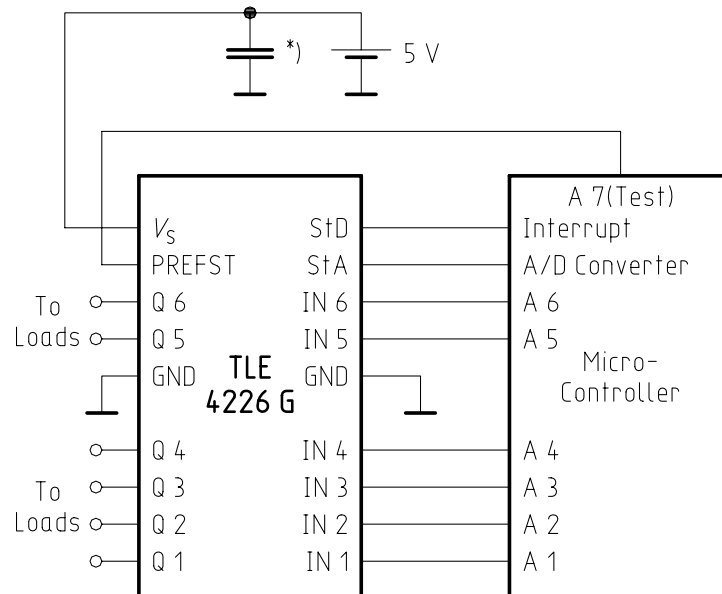 *) 5 V
A 7(Test)
VS StD Interrupt
PREFST StA A/D Converter
To
Loads
Q 6 IN 6 A 6
Q 5 IN 5 A 5
GND GND
TLE
4226 G
Micro-
Controller
To
Loads
Q 4 IN 4 A 4
Q 3 IN 3 A 3
Q 2 IN 2 A 2
Q 1 IN 1 A 1